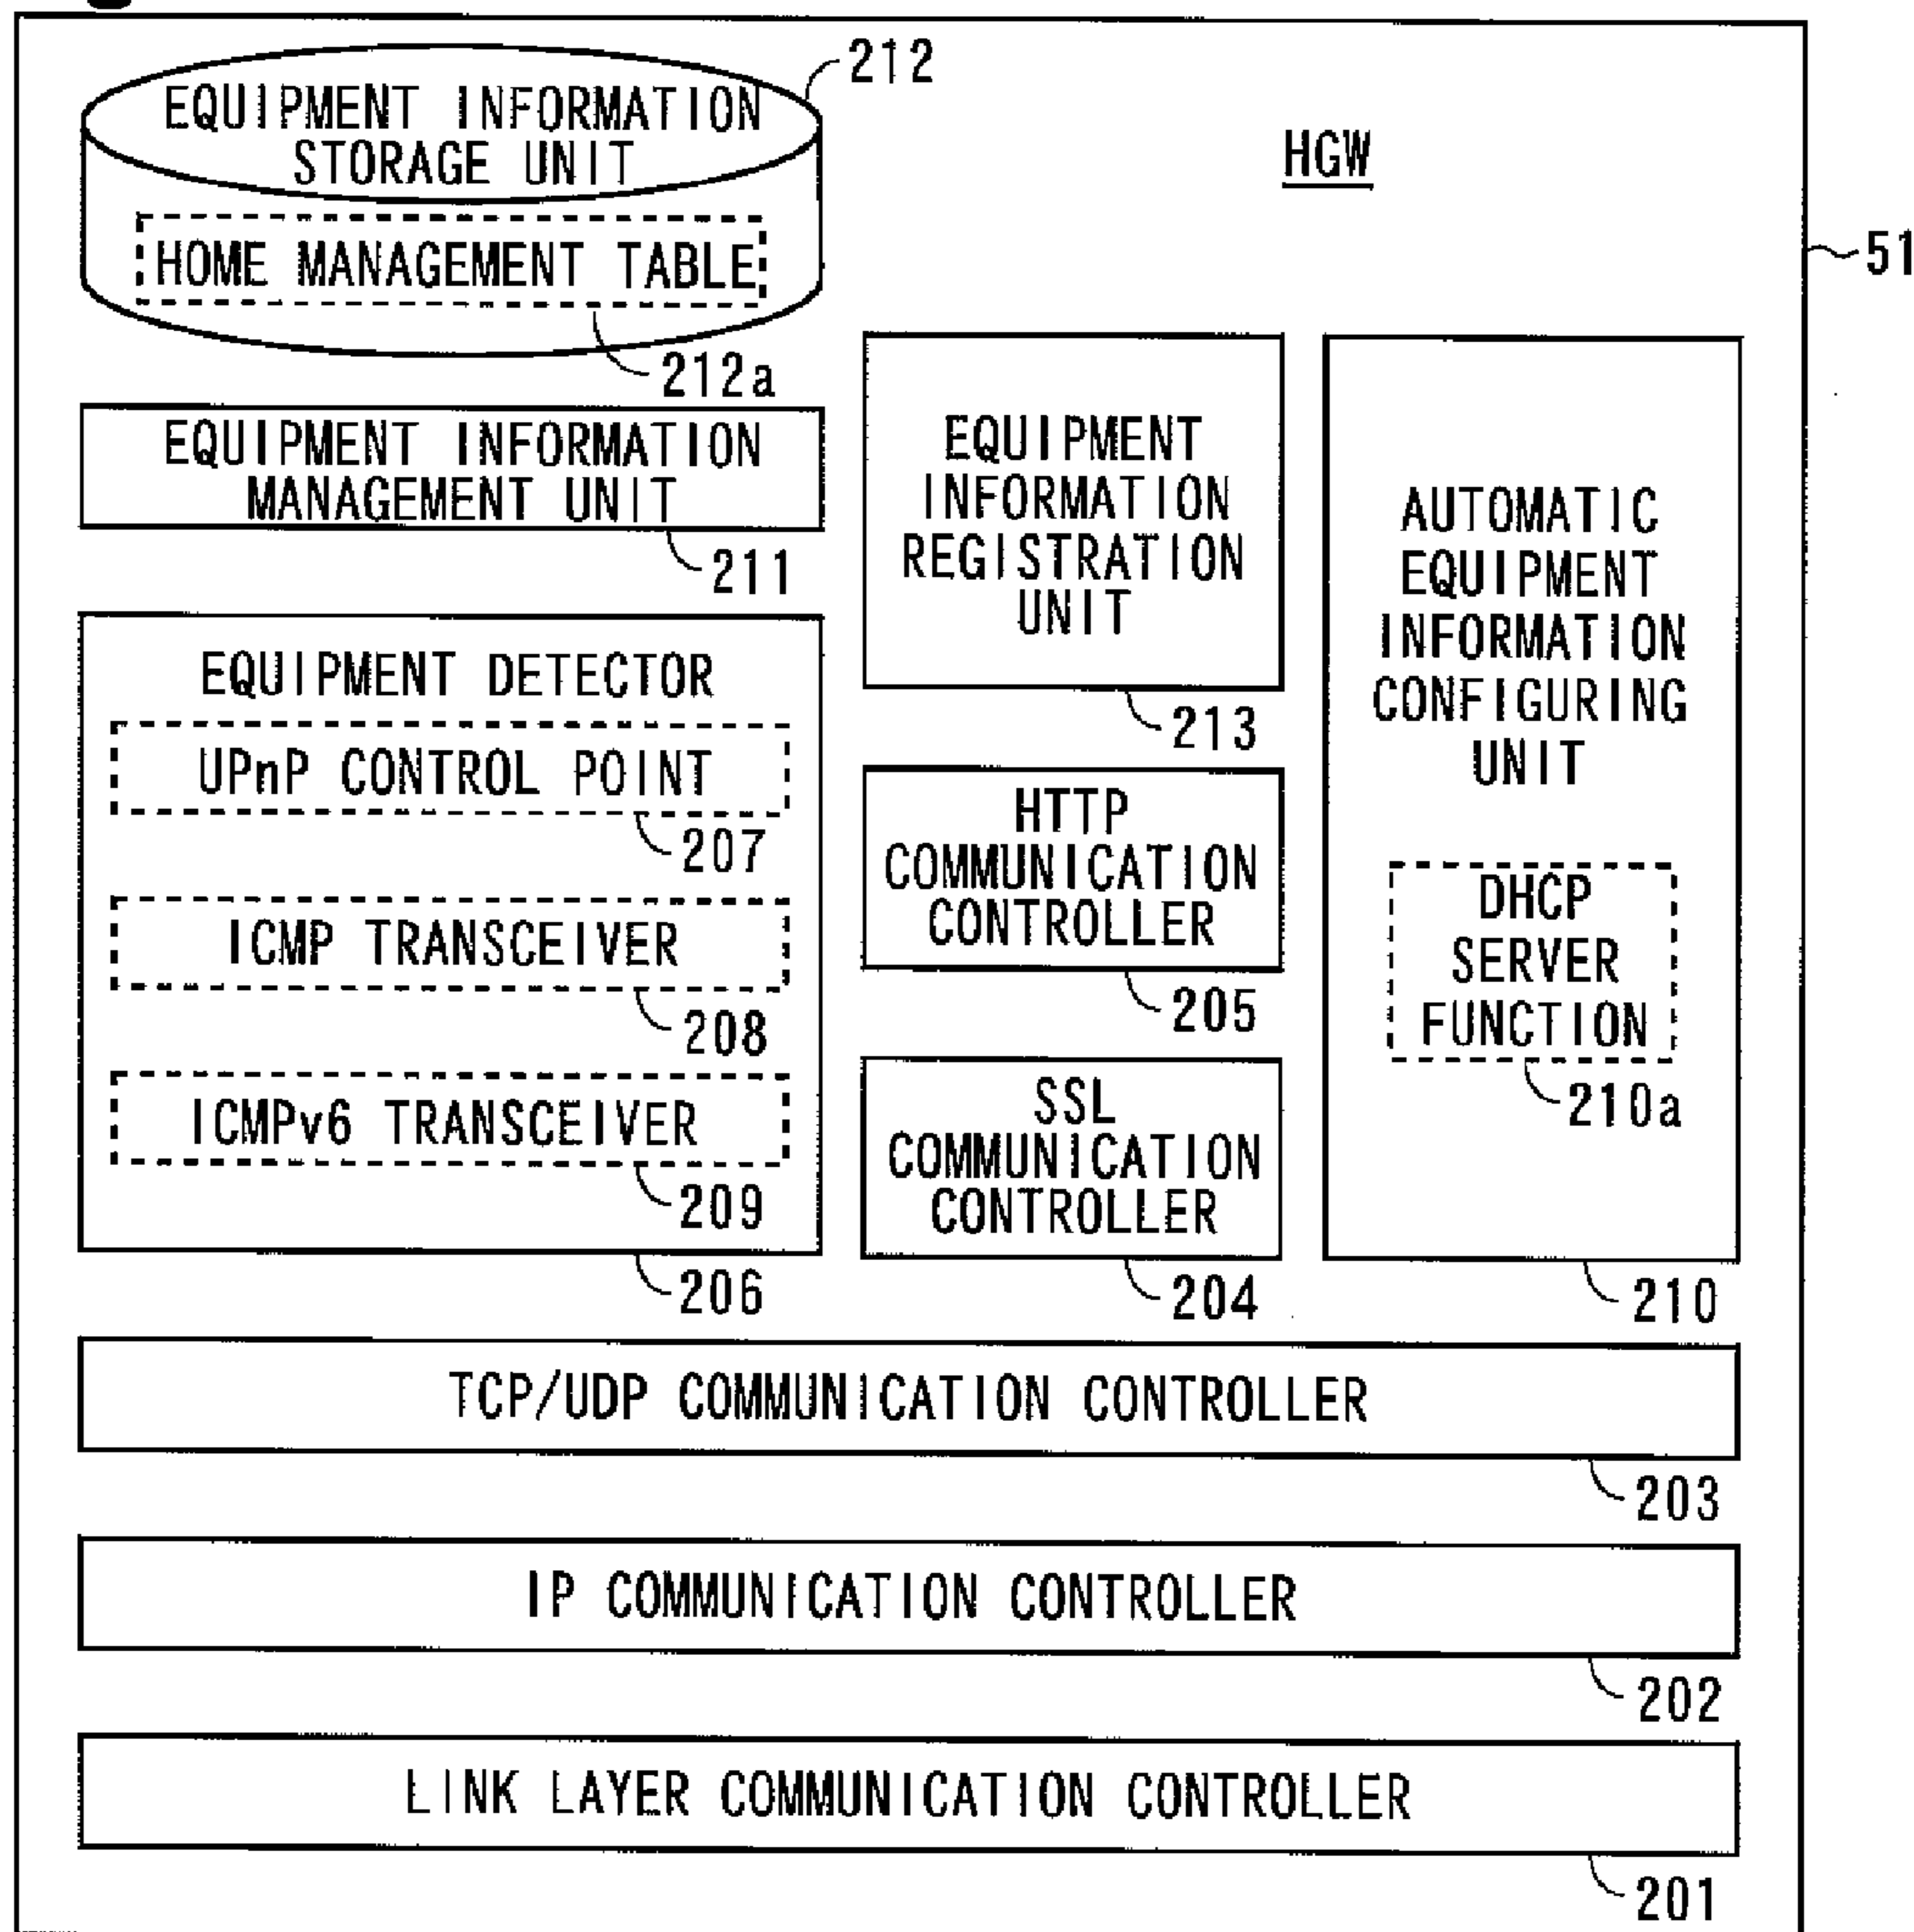 212
EQUIPMENT INFORMATION
STORAGE UNIT
HGW
HOME MANAGEMENT TABLE
51
212a
EQUIPMENT INFORMATION
MANAGEMENT UNIT
211
EQUIPMENT
INFORMATION
REGISTRATION
UNIT
213
AUTOMATIC
EQUIPMENT
INFORMATION
CONFIGURING
UNIT
EQUIPMENT DETECTOR
UPnP CONTROL POINT
207
ICMP TRANSCEIVER
208
ICMPv6 TRANSCEIVER
209
206
HTTP
COMMUNICATION
CONTROLLER
205
SSL
COMMUNICATION
CONTROLLER
204
DHCP
SERVER
FUNCTION
210a
210
TCP/UDP COMMUNICATION CONTROLLER
203
IP COMMUNICATION CONTROLLER
202
LINK LAYER COMMUNICATION CONTROLLER
201